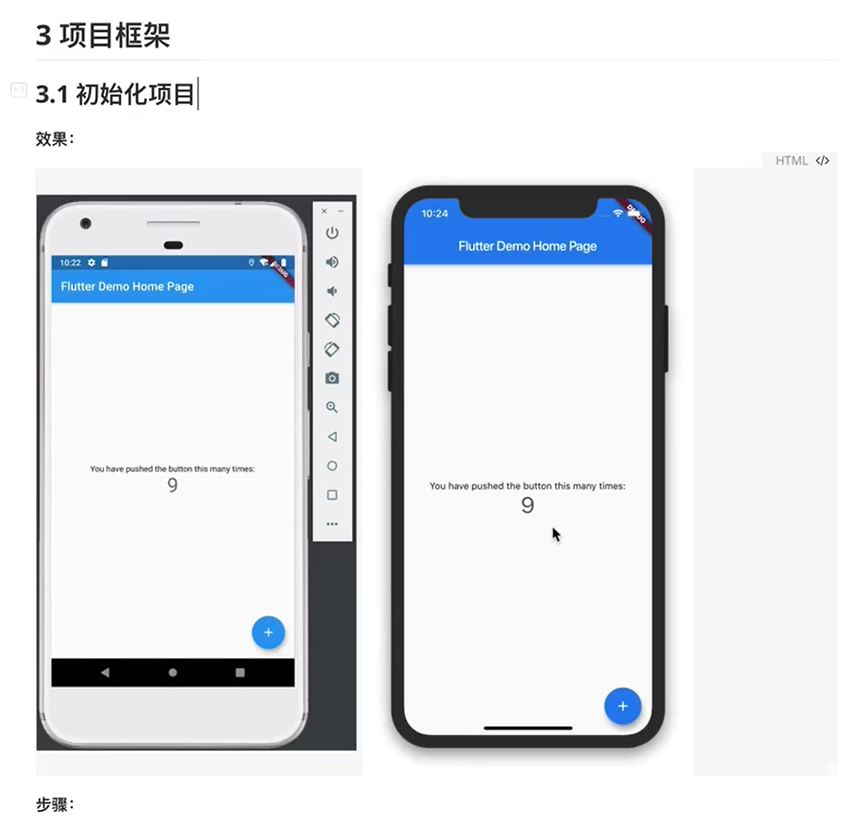 3 项目框架
3.1 初始化项目
效果：
HTML </>
10:22
DEBUG
Flutter Demo Home Page
You have pushed the button this many times:
9
+
10:24
DEBUG
Flutter Demo Home Page
You have pushed the button this many times:
9
+
步骤：